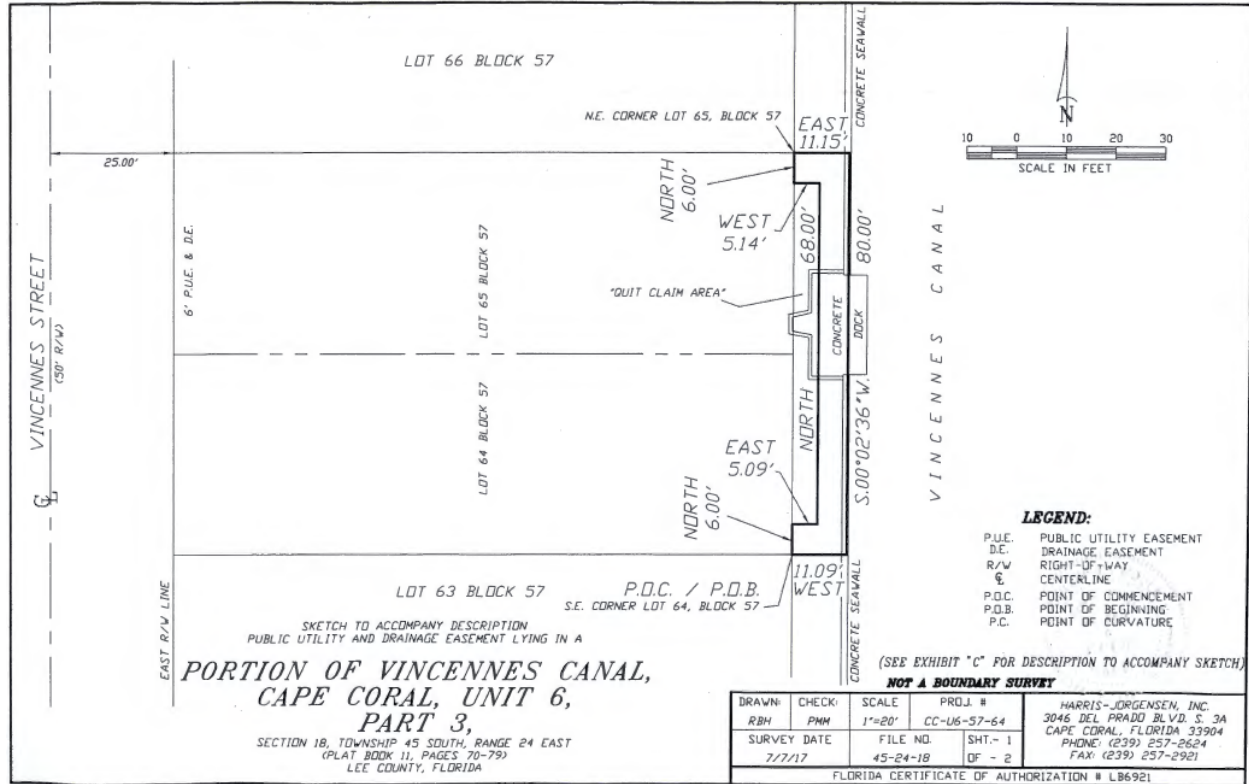 LOT 66 BLOCK 57
CONCRETE SEAWALL
N.E. CORNER LOT 65, BLOCK 57
EAST
11.15'
N
10 0 10 20 30
SCALE IN FEET
25.00'
NORTH
6.00'
WEST
5.14'
68.00'
80.00'
6' P.U.E. & D.E.
LOT 65 BLOCK 57
"QUIT CLAIM AREA"
CONCRETE
DOCK
VINCENNES CANAL
VINCENNES STREET
(50' R/W)
LOT 64 BLOCK 57
NORTH
S.00°02'36"W.
EAST
5.09'
NORTH
6.00'
LEGEND:
P.U.E. PUBLIC UTILITY EASEMENT
D.E. DRAINAGE EASEMENT
R/W RIGHT-OF-WAY
℄ CENTERLINE
P.O.C. POINT OF COMMENCEMENT
P.O.B. POINT OF BEGINNING
P.C. POINT OF CURVATURE
℄
EAST R/W LINE
LOT 63 BLOCK 57
P.O.C. / P.O.B.
S.E. CORNER LOT 64, BLOCK 57
11.09'
WEST
CONCRETE SEAWALL
SKETCH TO ACCOMPANY DESCRIPTION
PUBLIC UTILITY AND DRAINAGE EASEMENT LYING IN A
PORTION OF VINCENNES CANAL,
CAPE CORAL, UNIT 6,
PART 3,
SECTION 18, TOWNSHIP 45 SOUTH, RANGE 24 EAST
(PLAT BOOK 11, PAGES 70-79)
LEE COUNTY, FLORIDA
(SEE EXHIBIT "C" FOR DESCRIPTION TO ACCOMPANY SKETCH)
NOT A BOUNDARY SURVEY
DRAWN: CHECK: SCALE PROJ. #
RBH PMM 1"=20' CC-U6-57-64
SURVEY DATE FILE NO. SHT.- 1
7/7/17 45-24-18 OF - 2
HARRIS-JORGENSEN, INC.
3046 DEL PRADO BLVD. S. 3A
CAPE CORAL, FLORIDA 33904
PHONE: (239) 257-2624
FAX: (239) 257-2921
FLORIDA CERTIFICATE OF AUTHORIZATION # LB6921